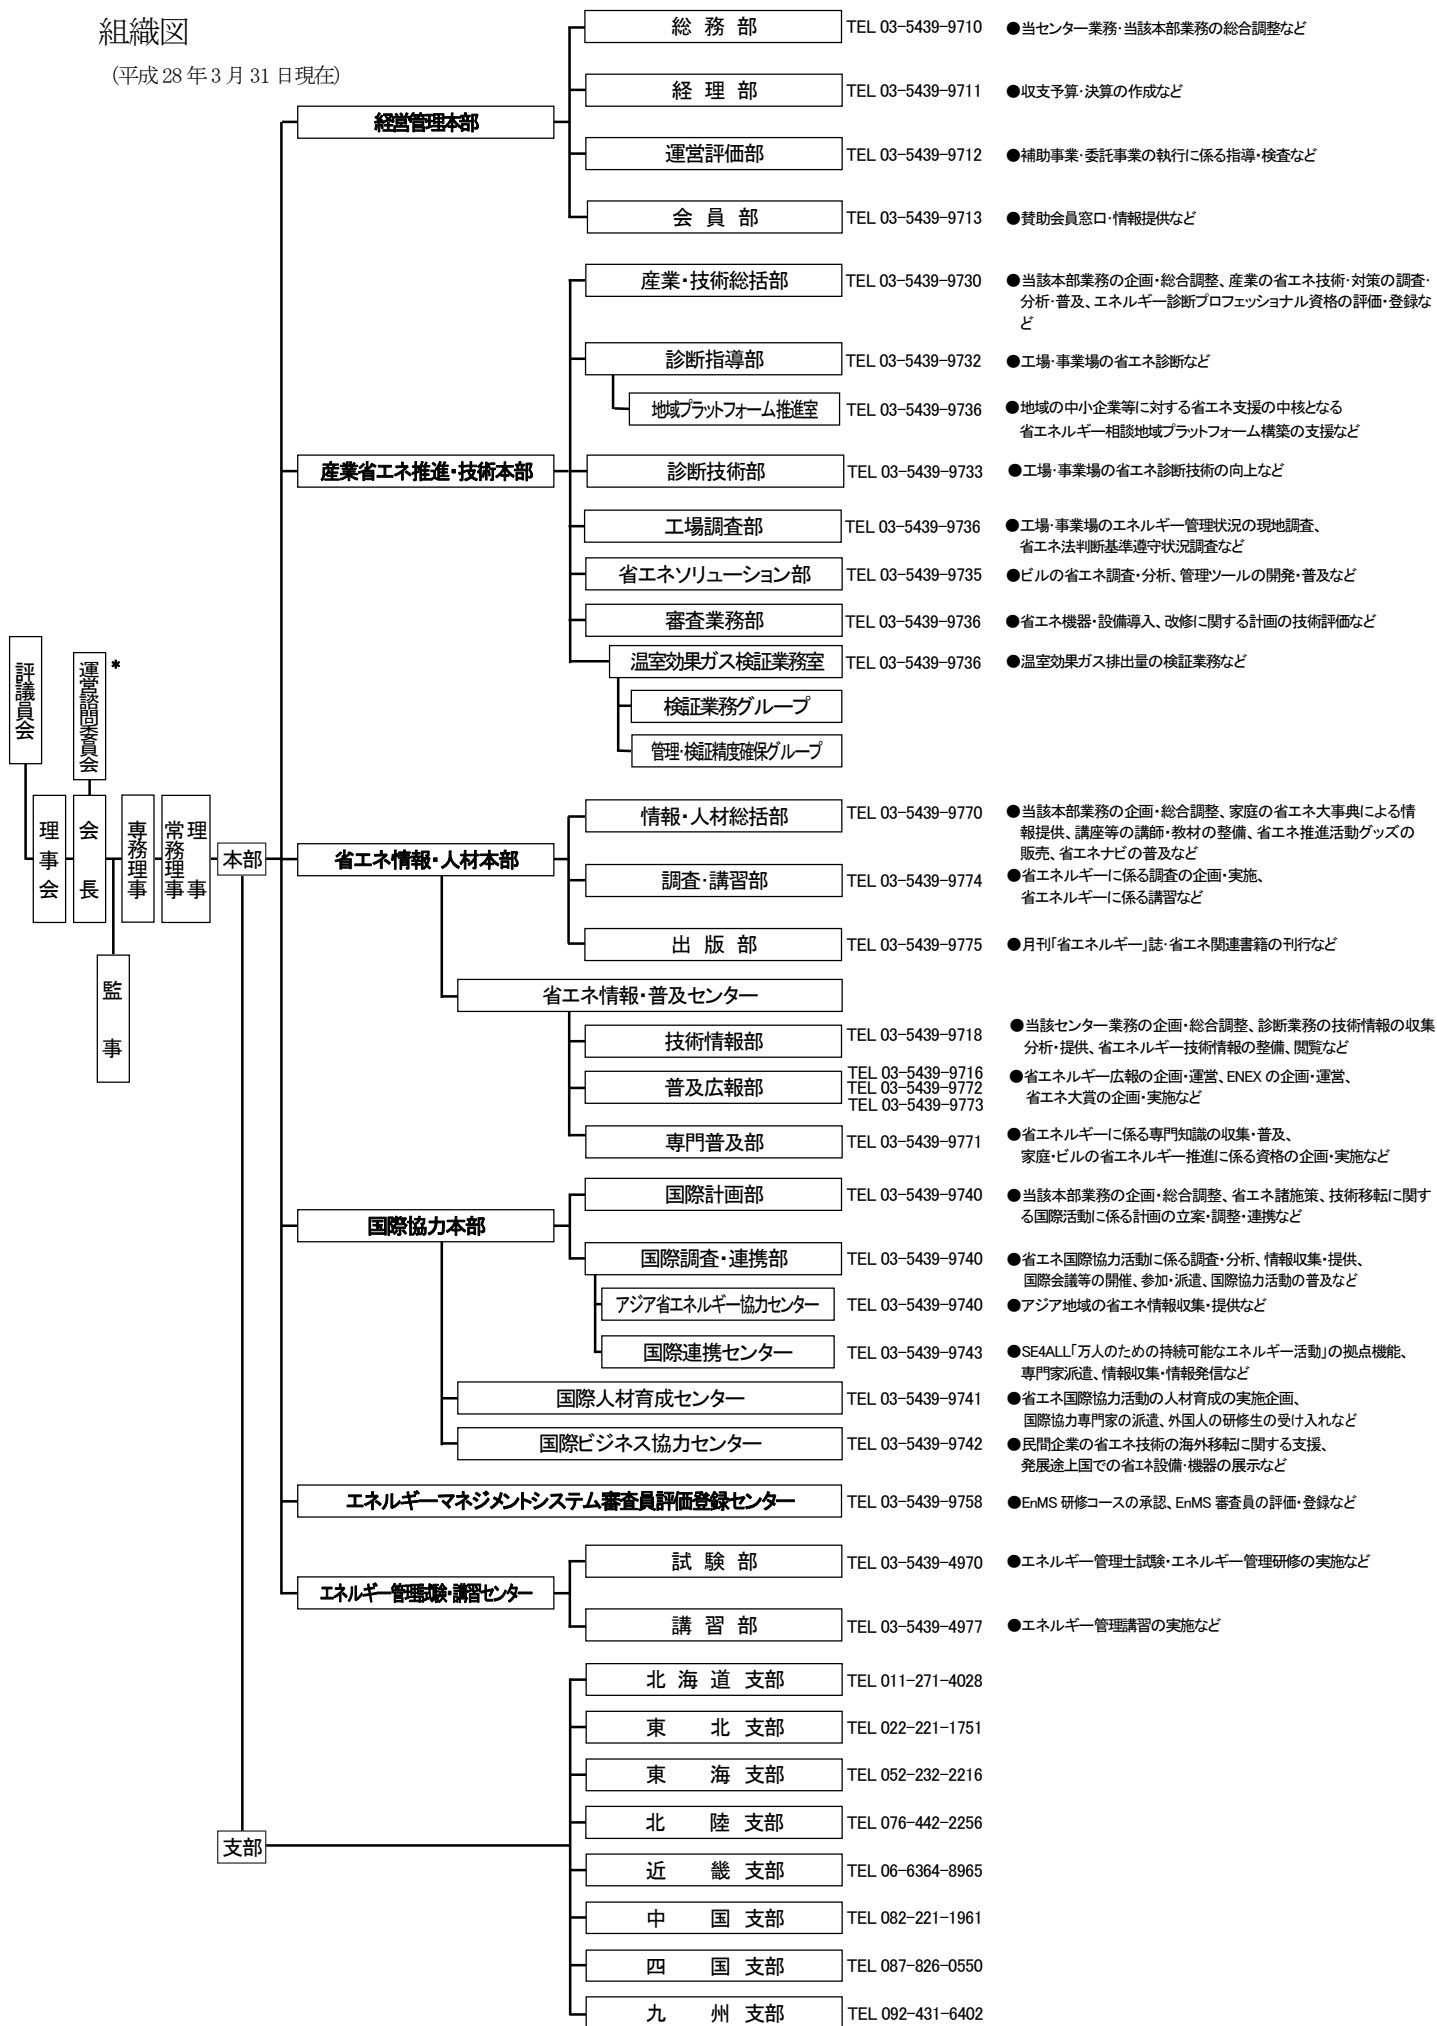 組織図
(平成 28 年 3 月 31 日現在)
評議員会
運営諮問委員会
*
理事会
会長
専務理事
常務理事
理事
監事
本部
経営管理本部
総務部 TEL 03-5439-9710 ●当センター業務・当該本部業務の総合調整など
経理部 TEL 03-5439-9711 ●収支予算・決算の作成など
運営評価部 TEL 03-5439-9712 ●補助事業・委託事業の執行に係る指導・検査など
会員部 TEL 03-5439-9713 ●賛助会員窓口・情報提供など
産業省エネ推進・技術本部
産業・技術総括部 TEL 03-5439-9730 ●当該本部業務の企画・総合調整、産業の省エネ技術・対策の調査・
分析・普及、エネルギー診断プロフェッショナル資格の評価・登録な
ど
診断指導部 TEL 03-5439-9732 ●工場・事業場の省エネ診断など
地域プラットフォーム推進室 TEL 03-5439-9736 ●地域の中小企業等に対する省エネ支援の中核となる
省エネルギー相談地域プラットフォーム構築の支援など
診断技術部 TEL 03-5439-9733 ●工場・事業場の省エネ診断技術の向上など
工場調査部 TEL 03-5439-9736 ●工場・事業場のエネルギー管理状況の現地調査、
省エネ法判断基準遵守状況調査など
省エネソリューション部 TEL 03-5439-9735 ●ビルの省エネ調査・分析、管理ツールの開発・普及など
審査業務部 TEL 03-5439-9736 ●省エネ機器・設備導入、改修に関する計画の技術評価など
温室効果ガス検証業務室 TEL 03-5439-9736 ●温室効果ガス排出量の検証業務など
検証業務グループ
管理・検証精度確保グループ
省エネ情報・人材本部
情報・人材総括部 TEL 03-5439-9770 ●当該本部業務の企画・総合調整、家庭の省エネ大事典による情
報提供、講座等の講師・教材の整備、省エネ推進活動グッズの
販売、省エネナビの普及など
調査・講習部 TEL 03-5439-9774 ●省エネルギーに係る調査の企画・実施、
省エネルギーに係る講習など
出版部 TEL 03-5439-9775 ●月刊「省エネルギー」誌・省エネ関連書籍の刊行など
省エネ情報・普及センター
技術情報部 TEL 03-5439-9718 ●当該センター業務の企画・総合調整、診断業務の技術情報の収集
分析・提供、省エネルギー技術情報の整備、閲覧など
普及広報部 TEL 03-5439-9716
TEL 03-5439-9772
TEL 03-5439-9773
●省エネルギー広報の企画・運営、ENEX の企画・運営、
省エネ大賞の企画・実施など
専門普及部 TEL 03-5439-9771 ●省エネルギーに係る専門知識の収集・普及、
家庭・ビルの省エネルギー推進に係る資格の企画・実施など
国際協力本部
国際計画部 TEL 03-5439-9740 ●当該本部業務の企画・総合調整、省エネ諸施策、技術移転に関す
る国際活動に係る計画の立案・調整・連携など
国際調査・連携部 TEL 03-5439-9740 ●省エネ国際協力活動に係る調査・分析、情報収集・提供、
国際会議等の開催、参加・派遣、国際協力活動の普及など
アジア省エネルギー協力センター TEL 03-5439-9740 ●アジア地域の省エネ情報収集・提供など
国際連携センター TEL 03-5439-9743 ●SE4ALL「万人のための持続可能なエネルギー活動」の拠点機能、
専門家派遣、情報収集・情報発信など
国際人材育成センター TEL 03-5439-9741 ●省エネ国際協力活動の人材育成の実施企画、
国際協力専門家の派遣、外国人の研修生の受け入れなど
国際ビジネス協力センター TEL 03-5439-9742 ●民間企業の省エネ技術の海外移転に関する支援、
発展途上国での省エネ設備・機器の展示など
エネルギーマネジメントシステム審査員評価登録センター TEL 03-5439-9758 ●EnMS 研修コースの承認、EnMS 審査員の評価・登録など
エネルギー管理試験・講習センター
試験部 TEL 03-5439-4970 ●エネルギー管理士試験・エネルギー管理研修の実施など
講習部 TEL 03-5439-4977 ●エネルギー管理講習の実施など
支部
北海道支部 TEL 011-271-4028
東北支部 TEL 022-221-1751
東海支部 TEL 052-232-2216
北陸支部 TEL 076-442-2256
近畿支部 TEL 06-6364-8965
中国支部 TEL 082-221-1961
四国支部 TEL 087-826-0550
九州支部 TEL 092-431-6402